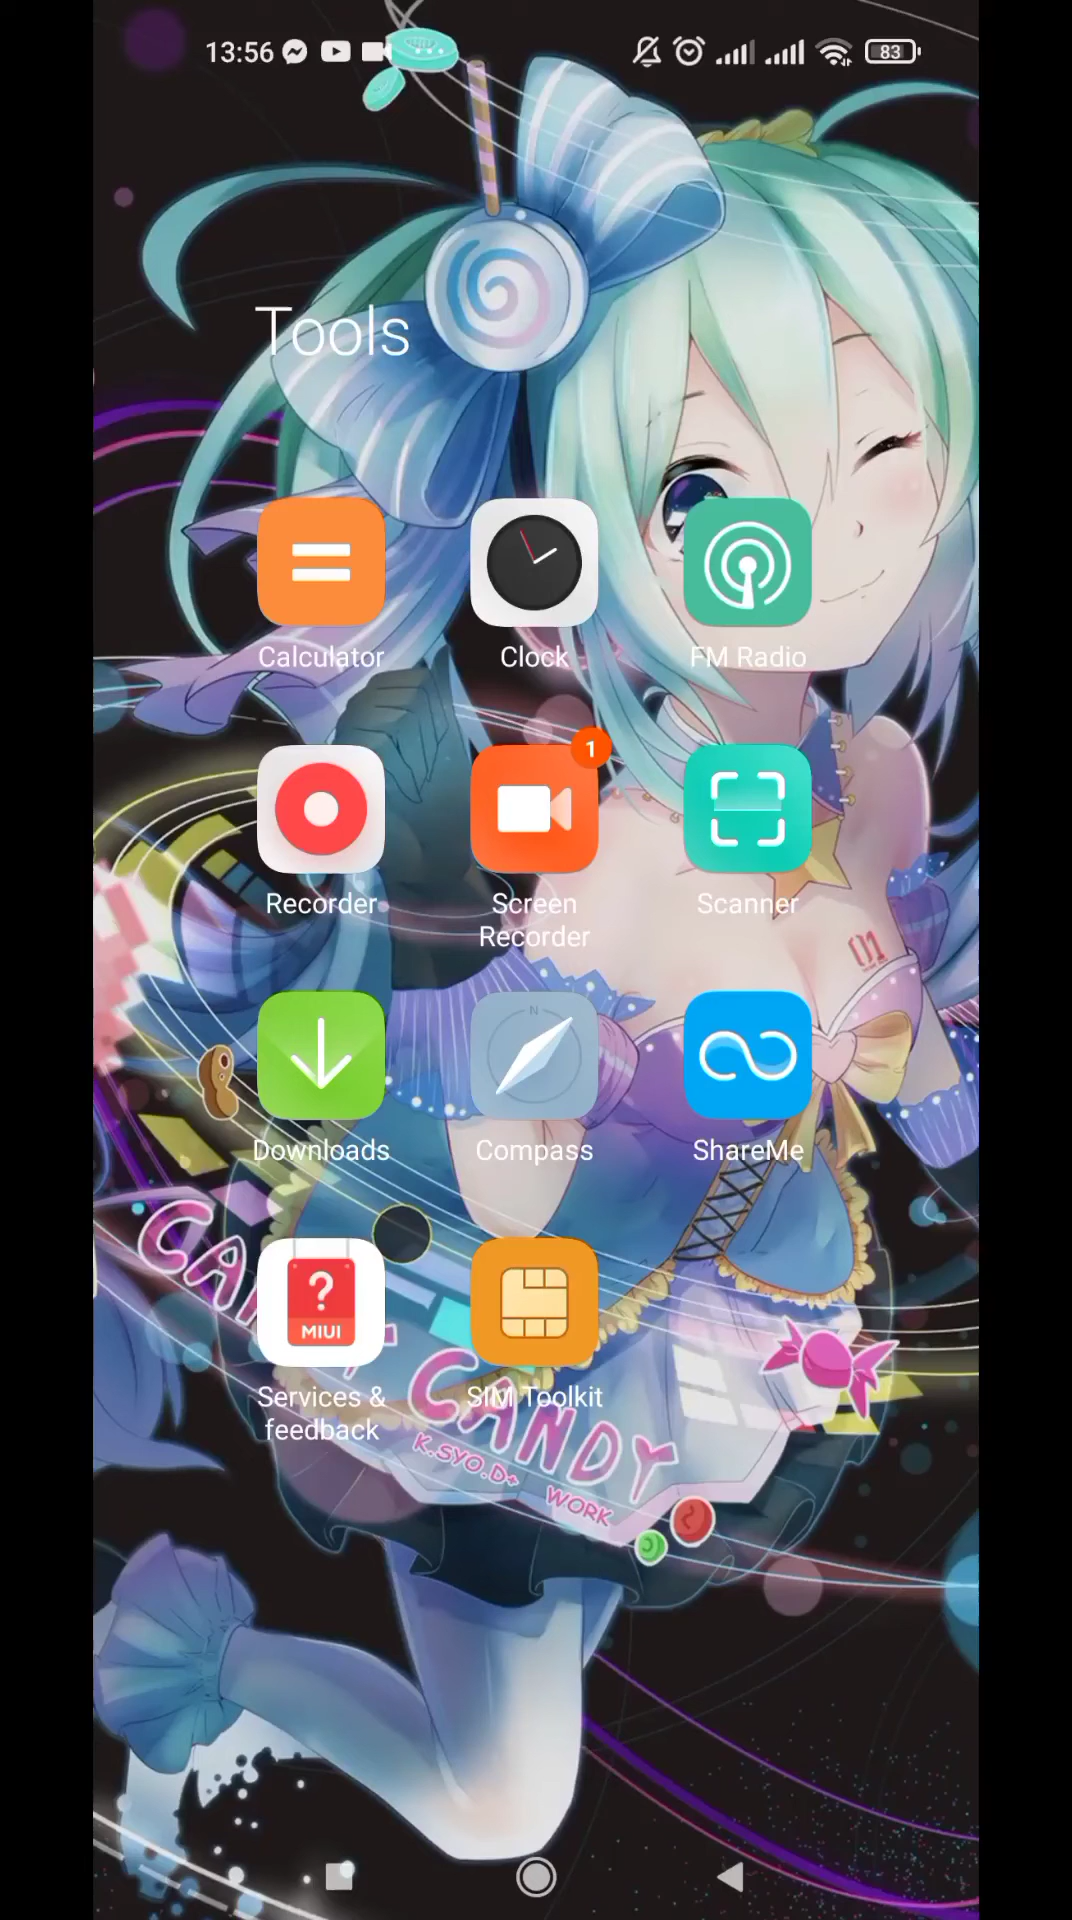 13:56
83
Tools
Calculator
Clock
FM Radio
1
Recorder
Screen
Recorder
Scanner
01
N
Downloads
Compass
ShareMe
?
MIUI
Services &
feedback
SIM Toolkit
CANDY
K.SYO.D+ WORK